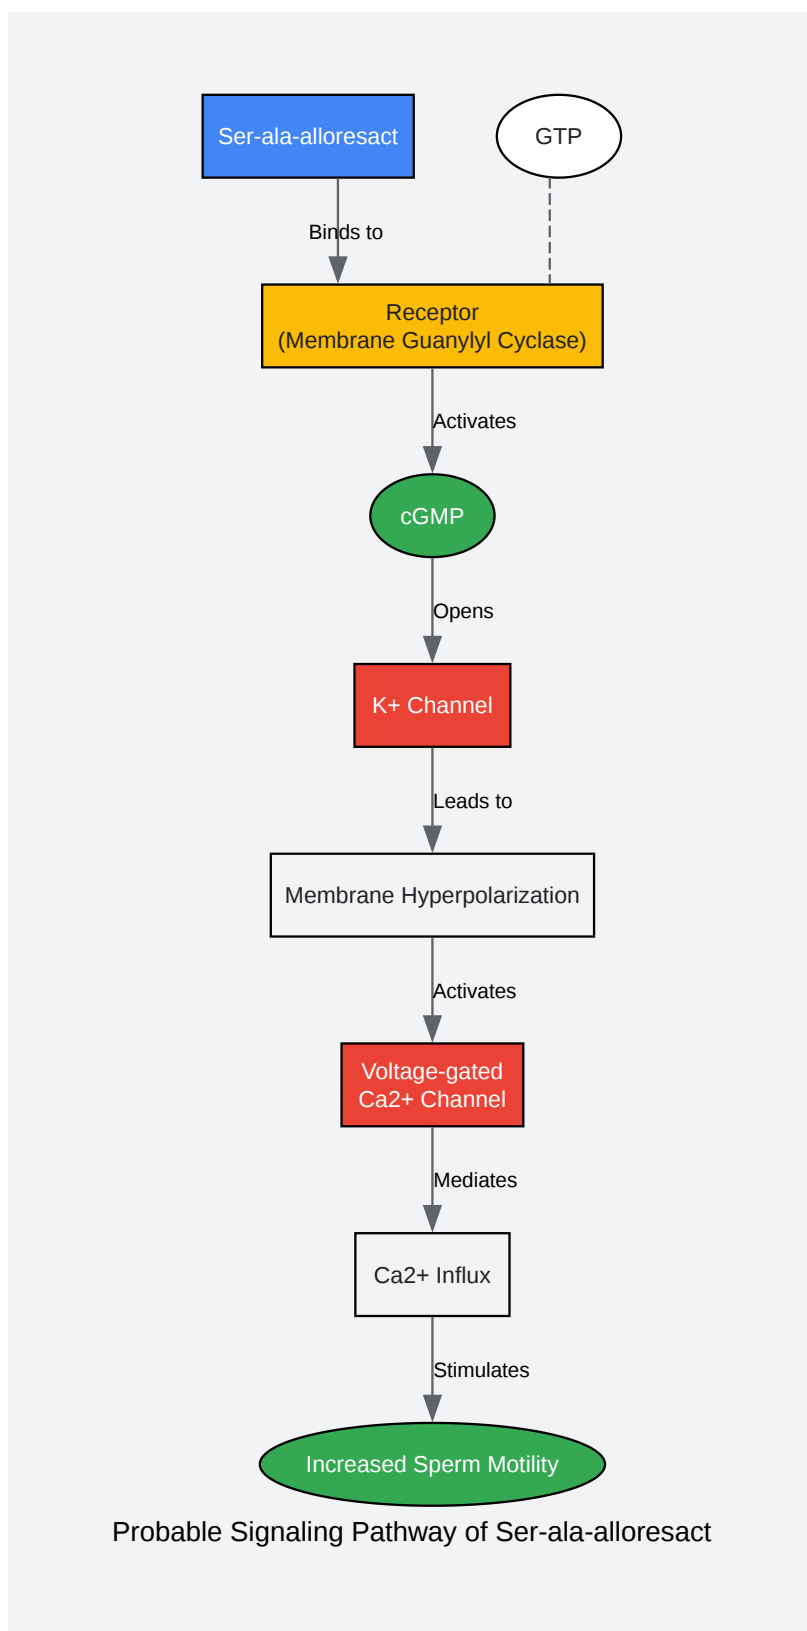 Ser-ala-alloresact
GTP
Binds to
Receptor
(Membrane Guanylyl Cyclase)
Activates
cGMP
Opens
K+ Channel
Leads to
Membrane Hyperpolarization
Activates
Voltage-gated
Ca2+ Channel
Mediates
Ca2+ Influx
Stimulates
Increased Sperm Motility
Probable Signaling Pathway of Ser-ala-alloresact